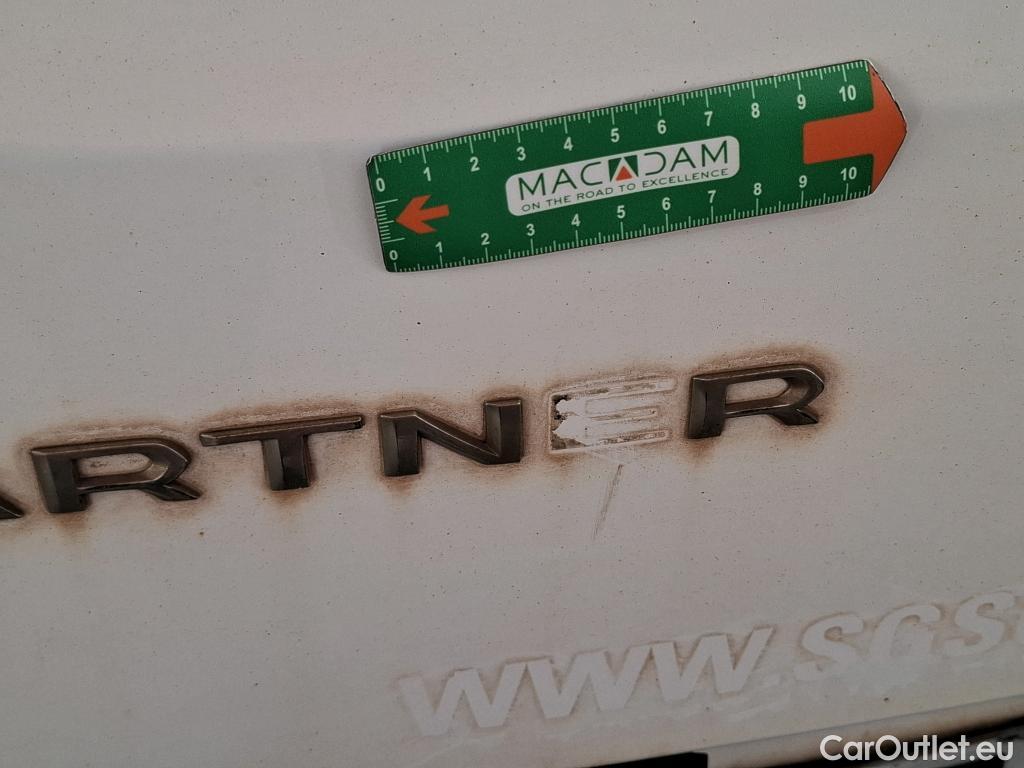 0 1 2 3 4 5 6 7 8 9 10
MACADAM
ON THE ROAD TO EXCELLENCE
0 1 2 3 4 5 6 7 8 9 10
ARTNER
WWW.SGS
CarOutlet.eu